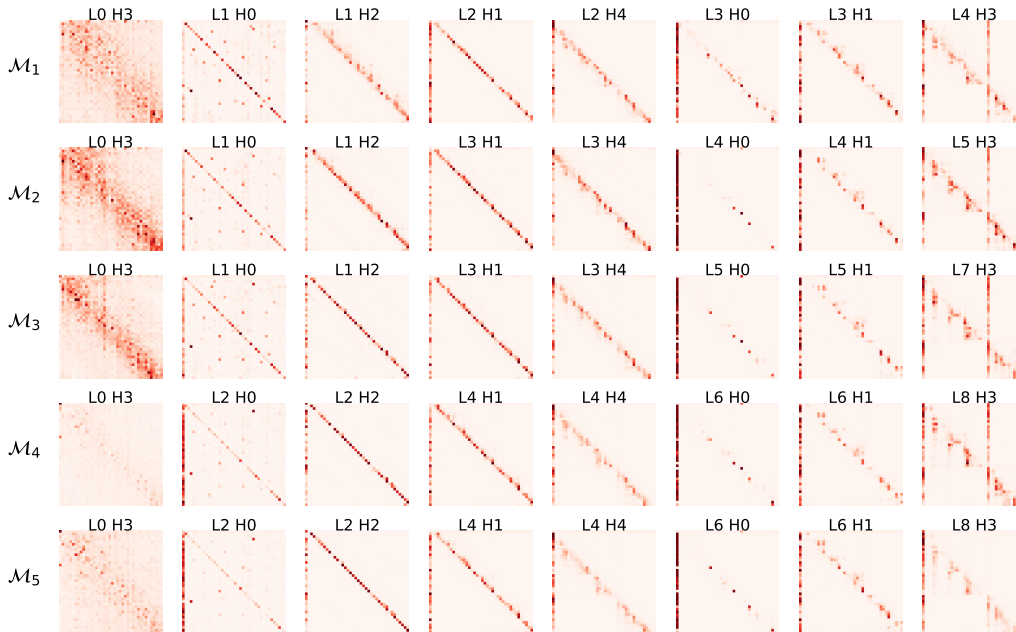 L0 H3 L1 H0 L1 H2 L2 H1 L2 H4 L3 H0 L3 H1 L4 H3
ℳ₁
L0 H3 L1 H0 L1 H2 L3 H1 L3 H4 L4 H0 L4 H1 L5 H3
ℳ₂
L0 H3 L1 H0 L1 H2 L3 H1 L3 H4 L5 H0 L5 H1 L7 H3
ℳ₃
L0 H3 L2 H0 L2 H2 L4 H1 L4 H4 L6 H0 L6 H1 L8 H3
ℳ₄
L0 H3 L2 H0 L2 H2 L4 H1 L4 H4 L6 H0 L6 H1 L8 H3
ℳ₅